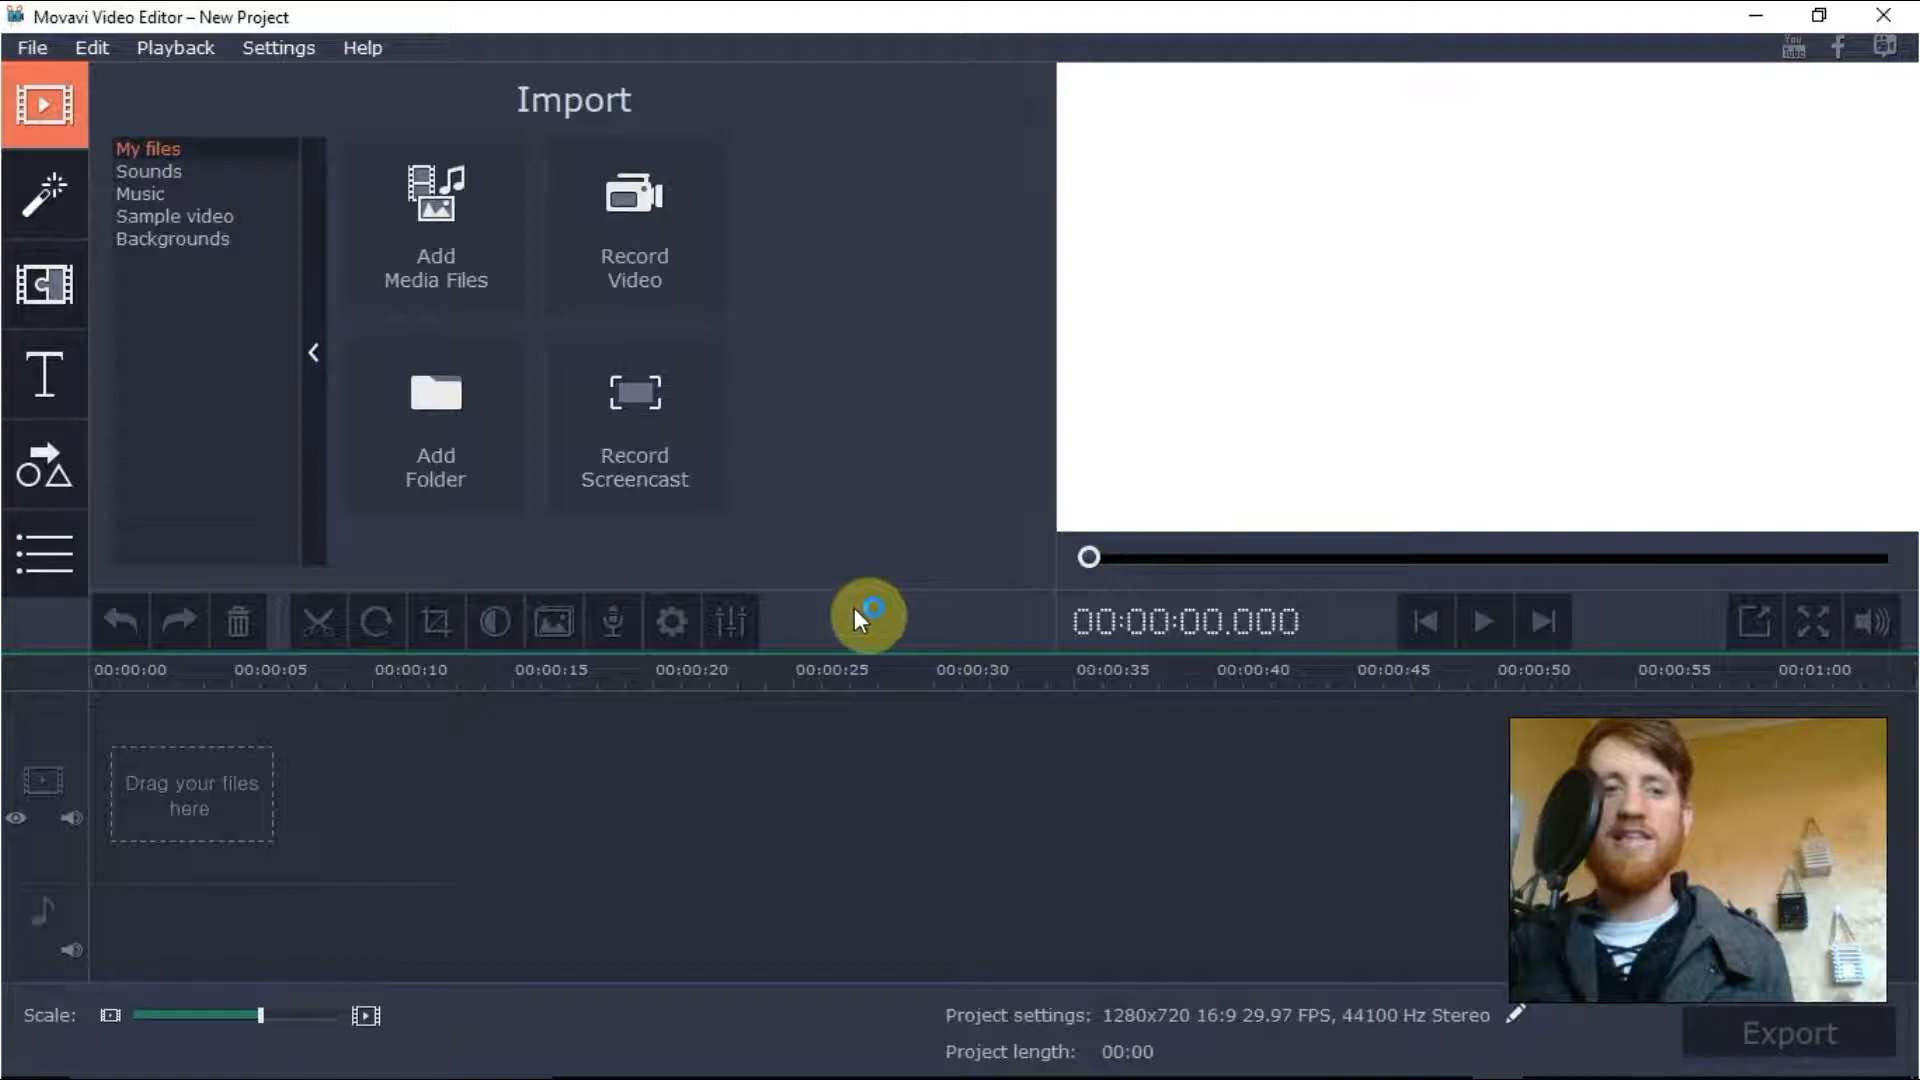 Movavi Video Editor – New Project
File Edit Playback Settings Help
You Tube
Import
My files
Sounds
Music
Sample video
Backgrounds
Add
Media Files
Record
Video
Add
Folder
Record
Screencast
00:00:00.000
00:00:00 00:00:05 00:00:10 00:00:15 00:00:20 00:00:25 00:00:30 00:00:35 00:00:40 00:00:45 00:00:50 00:00:55 00:01:00
Drag your files
here
Scale:
Project settings: 1280x720 16:9 29.97 FPS, 44100 Hz Stereo
Project length: 00:00
Export